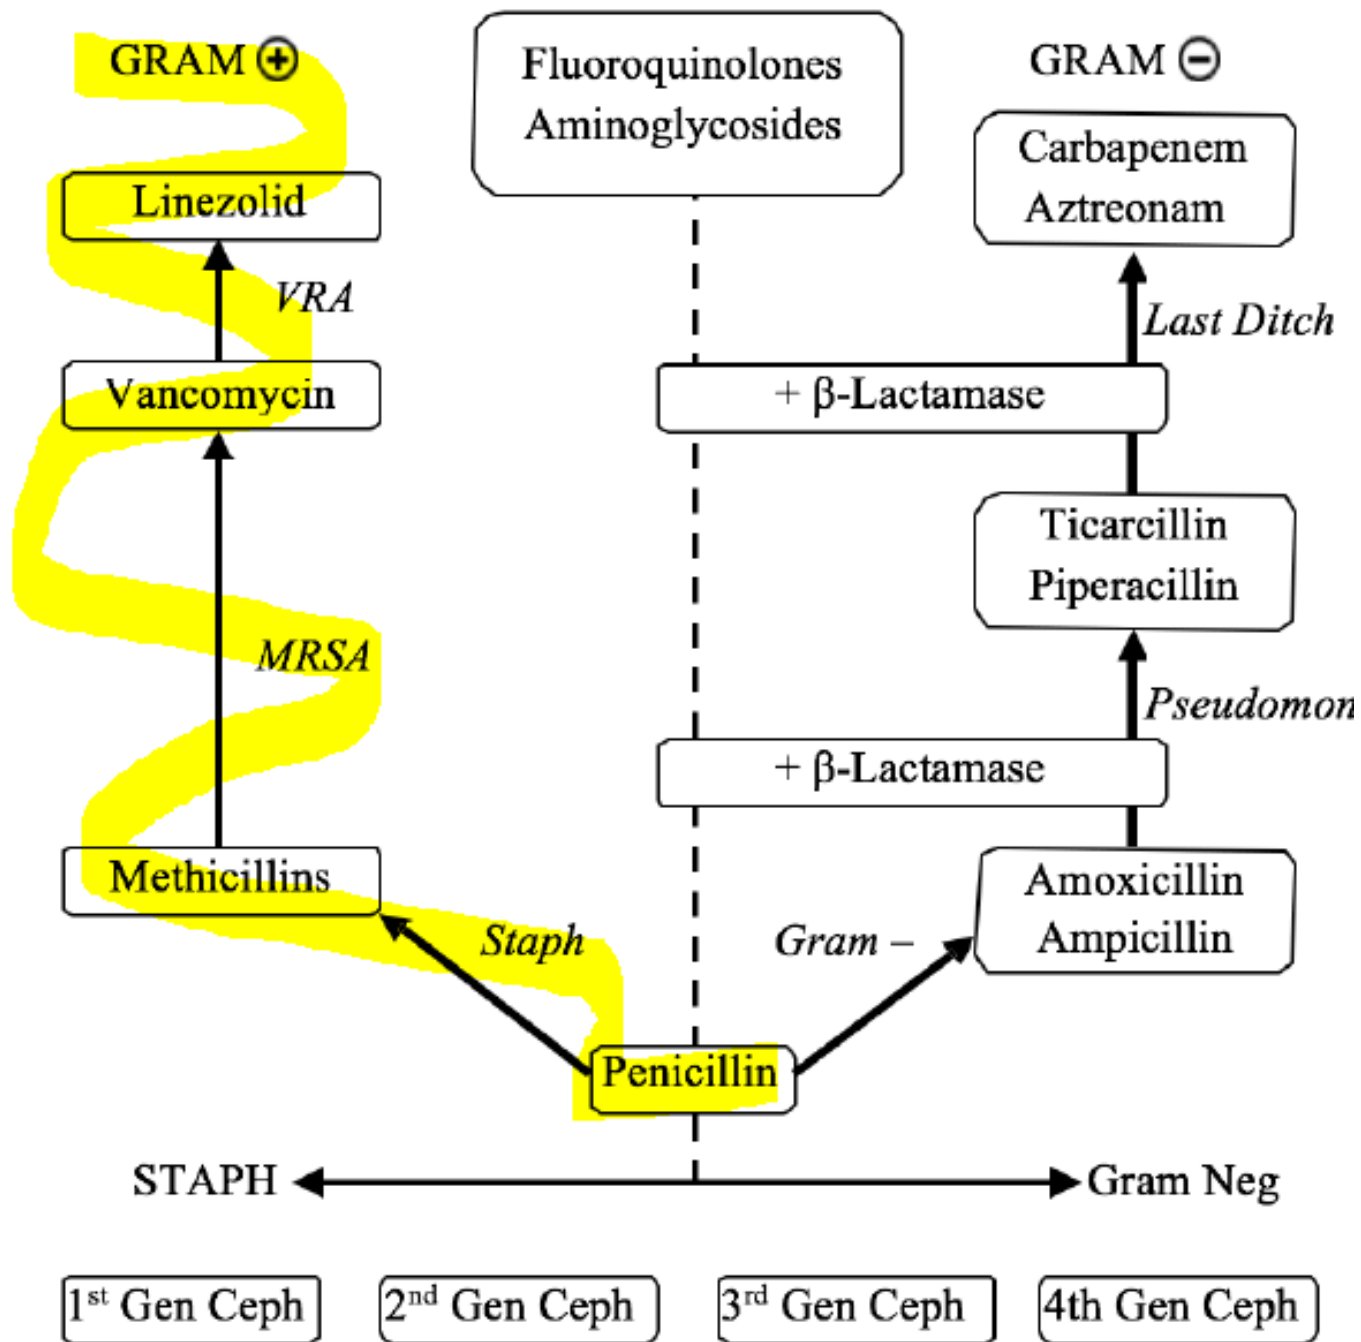 GRAM ⊕
Fluoroquinolones
Aminoglycosides
GRAM ⊖
Carbapenem
Aztreonam
Linezolid
VRA
Last Ditch
Vancomycin
+ β-Lactamase
Ticarcillin
Piperacillin
MRSA
Pseudomon
+ β-Lactamase
Methicillins
Amoxicillin
Ampicillin
Staph
Gram –
Penicillin
STAPH
Gram Neg
1st Gen Ceph
2nd Gen Ceph
3rd Gen Ceph
4th Gen Ceph